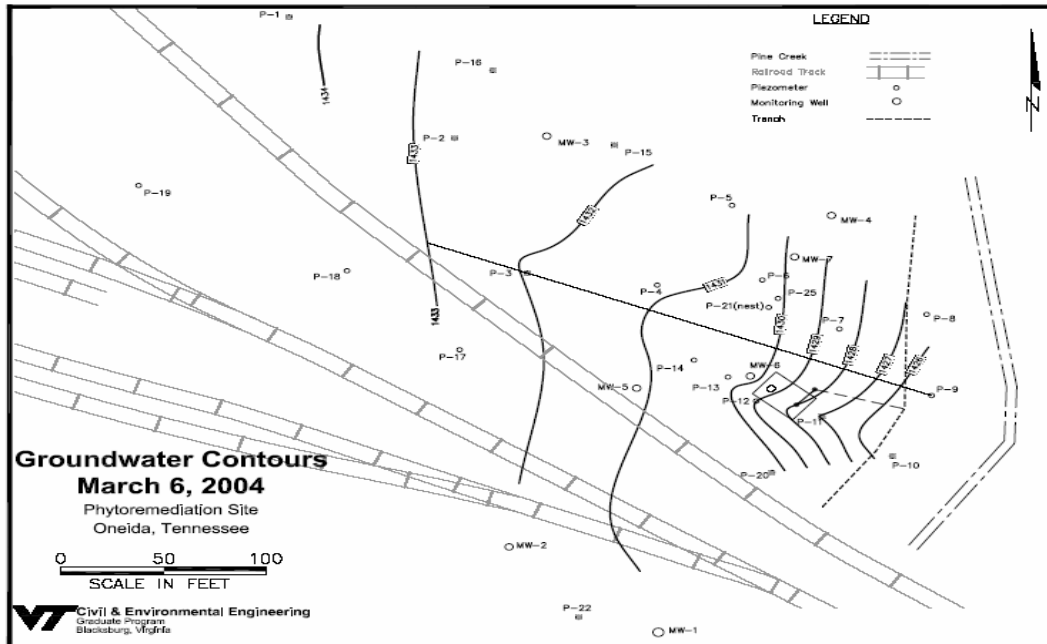 P-1
LEGEND
Pine Creek
Railroad Track
Piezometer
Monitoring Well
Trench
N
P-16
1434
1433
P-2
MW-3
P-15
P-19
1432
P-5
MW-4
P-18
P-3
MW-7
P-6
P-4
1431
P-25
P-21(nest)
1433
1430
P-7
P-8
1429
1428
1427
1426
P-17
P-14
MW-6
MW-5
P-13
P-9
P-12
P-11
P-10
P-20
Groundwater Contours
March 6, 2004
Phytoremediation Site
Oneida, Tennessee
0 50 100
SCALE IN FEET
MW-2
VT Civil & Environmental Engineering
Graduate Program
Blacksburg, Virginia
P-22
MW-1